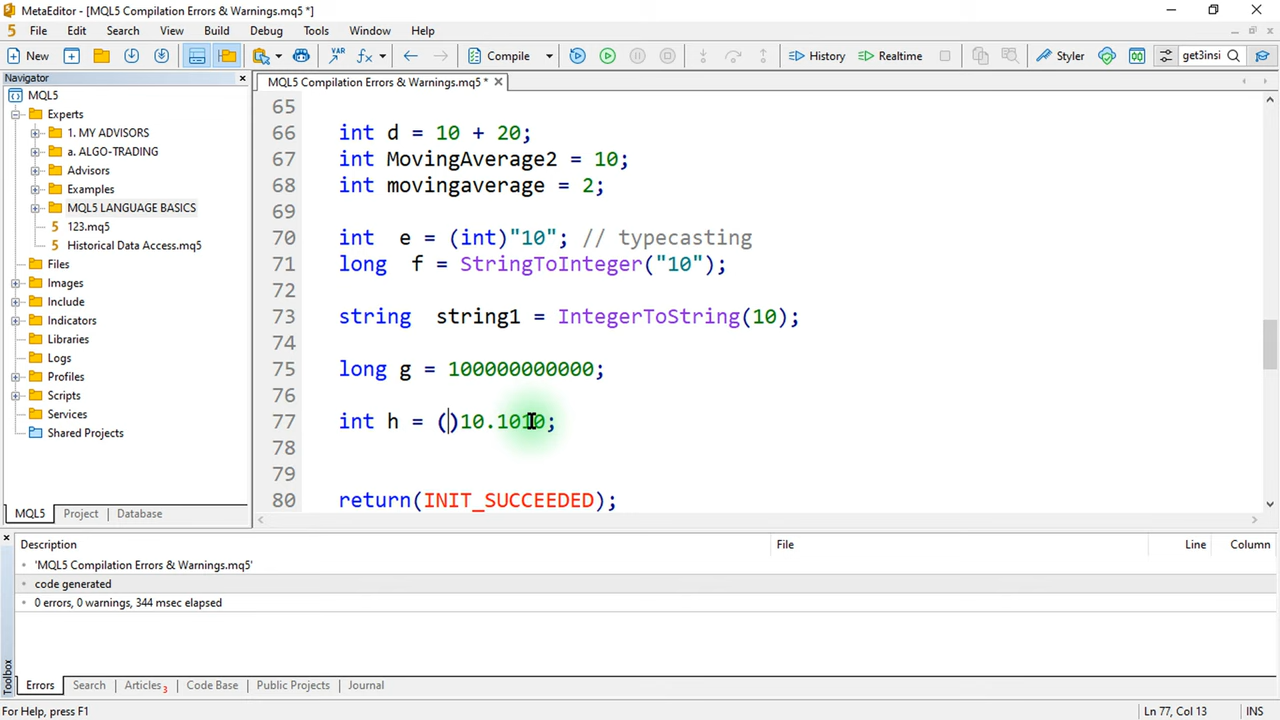 MetaEditor - [MQL5 Compilation Errors & Warnings.mq5 *]
5 File Edit Search View Build Debug Tools Window Help
New Compile History Realtime Styler get3insi
Navigator
MQL5 Compilation Errors & Warnings.mq5 *
MQL5
Experts
1. MY ADVISORS
a. ALGO-TRADING
Advisors
Examples
MQL5 LANGUAGE BASICS
5 123.mq5
5 Historical Data Access.mq5
Files
Images
Include
Indicators
Libraries
Logs
Profiles
Scripts
Services
Shared Projects
MQL5 Project Database
65
66 int d = 10 + 20;
67 int MovingAverage2 = 10;
68 int movingaverage = 2;
69
70 int e = (int)"10"; // typecasting
71 long f = StringToInteger("10");
72
73 string string1 = IntegerToString(10);
74
75 long g = 100000000000;
76
77 int h = ()10.1010;
78
79
80 return(INIT_SUCCEEDED);
Description File Line Column
'MQL5 Compilation Errors & Warnings.mq5'
code generated
0 errors, 0 warnings, 344 msec elapsed
Toolbox
Errors Search Articles 3 Code Base Public Projects Journal
For Help, press F1 Ln 77, Col 13 INS